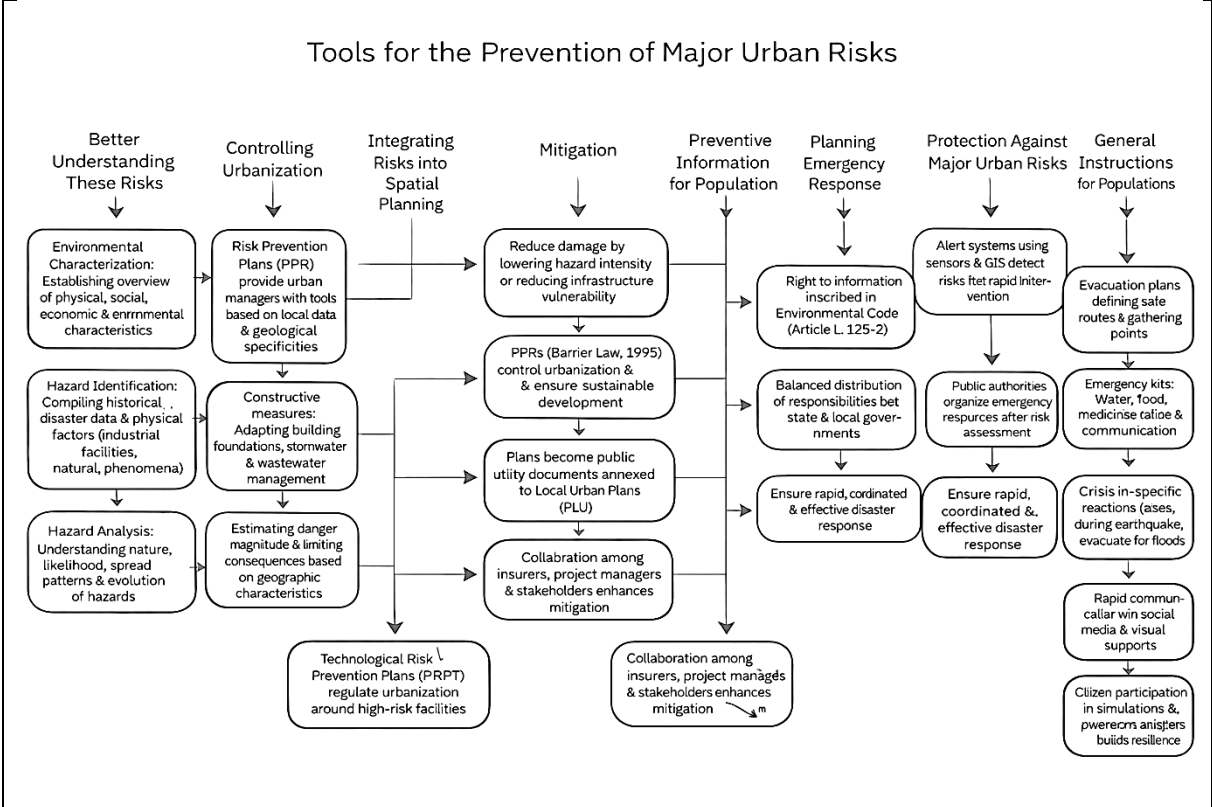 Tools for the Prevention of Major Urban Risks
Better
Understanding
These Risks
Controlling
Urbanization
Integrating
Risks into
Spatial
Planning
Mitigation
Preventive
Information
for Population
Planning
Emergency
Response
Protection Against
Major Urban Risks
General
Instructions
for Populations
Environmental
Characterization:
Establishing overview
of physical, social,
economic &
characteristics
Hazard Identification:
Compiling historical
disaster data & physical
factors (industrial
facilities,
natural, phenomena)
Hazard Analysis:
Understanding nature,
likelihood, spread
patterns & evolution
of hazards
Risk Prevention
Plans (PPR)
provide urban
managers with tools
based on local data
& geological
specificities
Constructive
measures:
Adapting building
foundations, stornwater
& wastewater
management
Estimating danger
magnitude & limiting
consequences based
on geographic
characteristics
Technological Risk
Prevention Plans (PRPT)
regulate urbanization
around high-risk facilities
Reduce damage by
lowering hazard intensity
or reducing infrastructure
vulnerability
PPRs (Barrier Law, 1995)
control urbanization &
& ensure sustainable
development
Plans become public
utlity documents annexed
to Local Urban Plans
(PLU)
Collabration among
insurers, project managers
& stakeholders enhances
mitigation
Collaboration among
insurers, project
& stakeholders enhances
mitigation
Right to information
inscribed in
Environmental Code
(Article L. 125-2)
Balanced distribution
of responsibilities bet
state & local gover-
nments
Ensure rapid, cordinated
& effective disaster
response
Alert systems using
sensors & GIS detect
risks rapid
vention
Public authorities
organize emergency
resources after risk
assessment
Ensure rapid,
coordinated &.
effective disaster
response
Evacuation plans
defining safe
routes & gathering
points
Emergency kits:
Water, food,
&
communication
Crisis in-specific
reactions
during earthquake,
evacuate for floods
Rapid commun-
win social
media & visual
supports
participation
in simulations &
builds